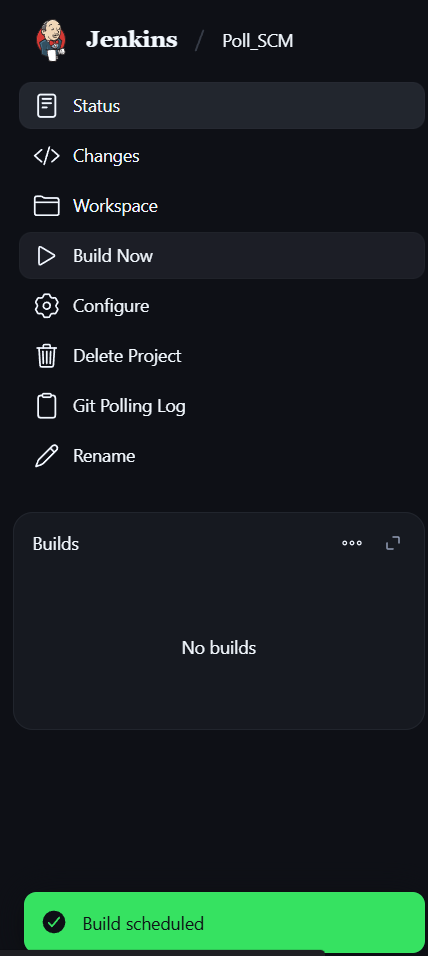 Jenkins / Poll_SCM
Status
Changes
Workspace
Build Now
Configure
Delete Project
Git Polling Log
Rename
Builds
No builds
Build scheduled